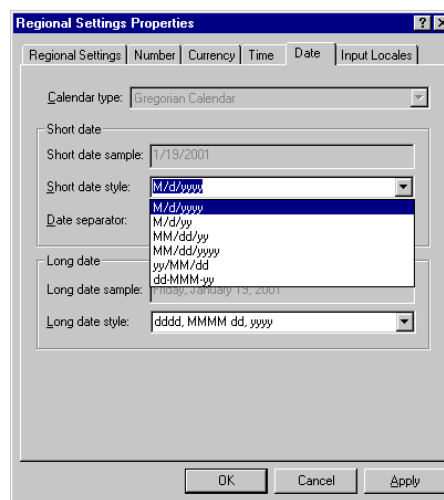 Regional Settings Properties
Regional Settings Number Currency Time Date Input Locales
Calendar type: Gregorian Calendar
Short date
Short date sample: 1/19/2001
Short date style: M/d/yyyy
M/d/yyyy
Date separator:
M/d/yy
MM/dd/yy
MM/dd/yyyy
yy/MM/dd
dd-MMM-yy
Long date
Long date sample: Friday, January 19, 2001
Long date style: dddd, MMMM dd, yyyy
OK Cancel Apply